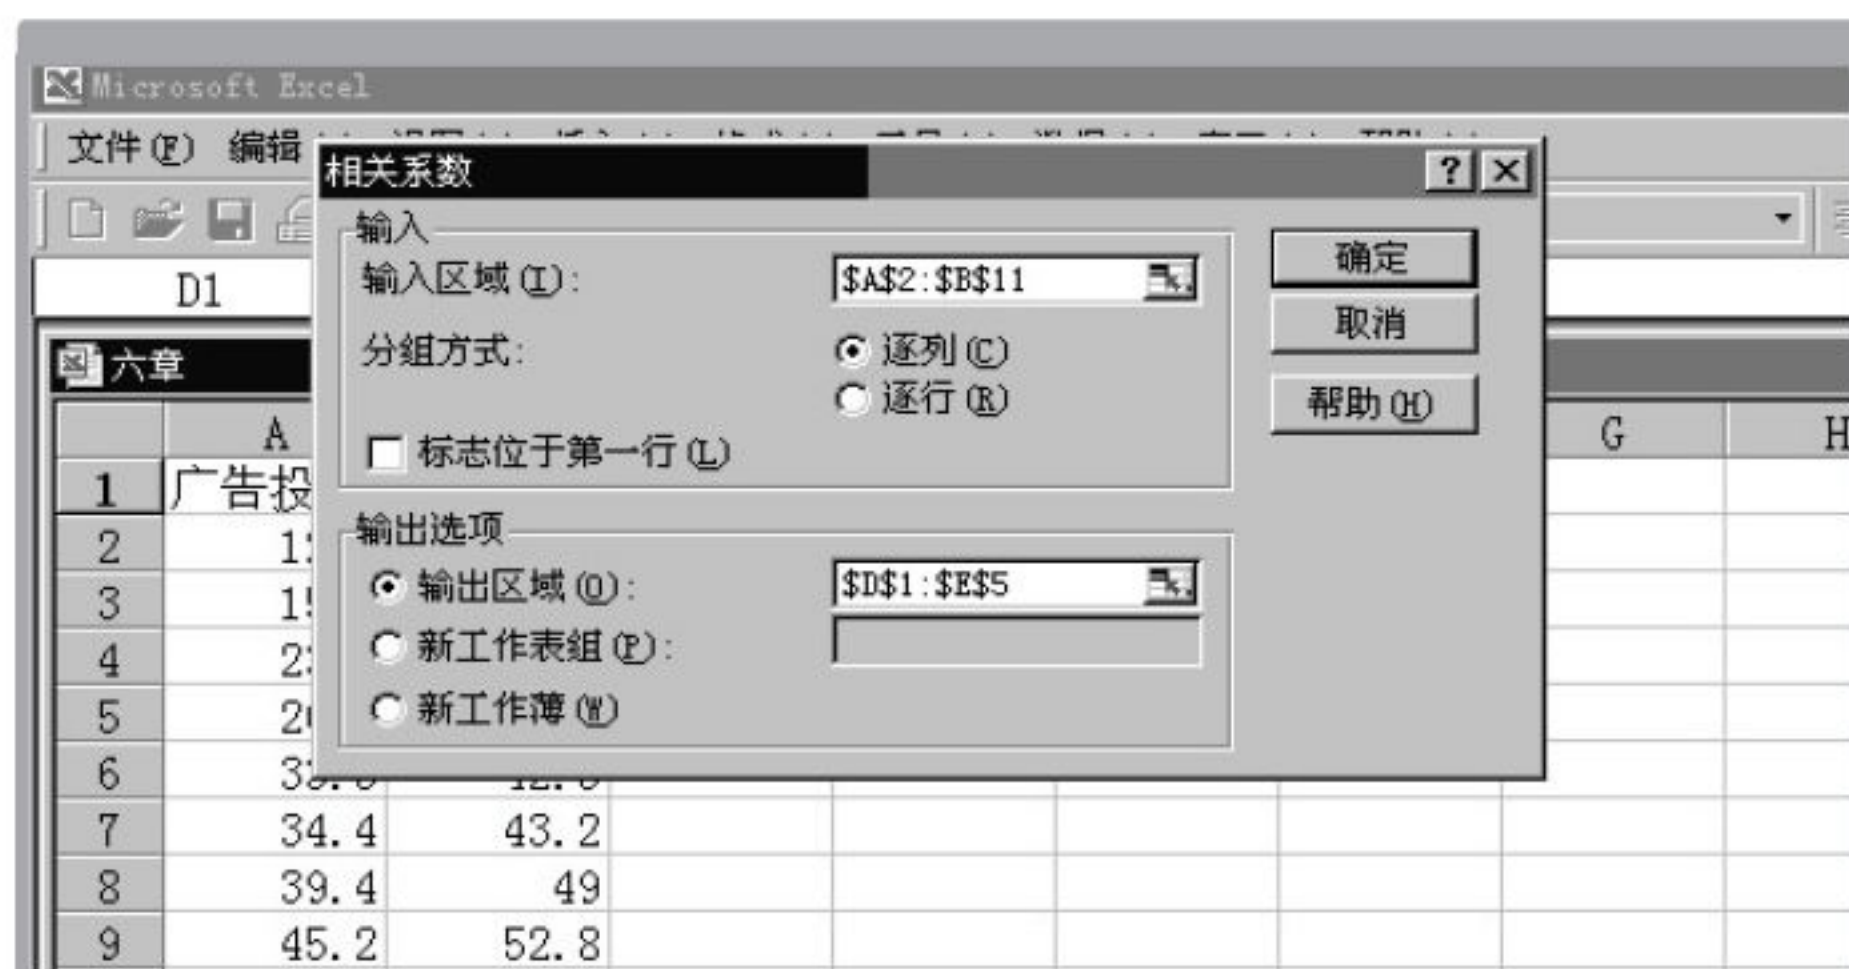 Microsoft Excel
文件(F) 编辑
相关系数
? ×
输入
输入区域(I): $A$2:$B$11
确定
取消
分组方式: 逐列(C)
逐行(R)
帮助(H)
标志位于第一行(L)
输出选项
输出区域(O): $D$1:$E$5
新工作表组(P):
新工作薄(W)
D1
六章
A G H
1 广告投
2
3
4
5
6
7 34.4 43.2
8 39.4 49
9 45.2 52.8